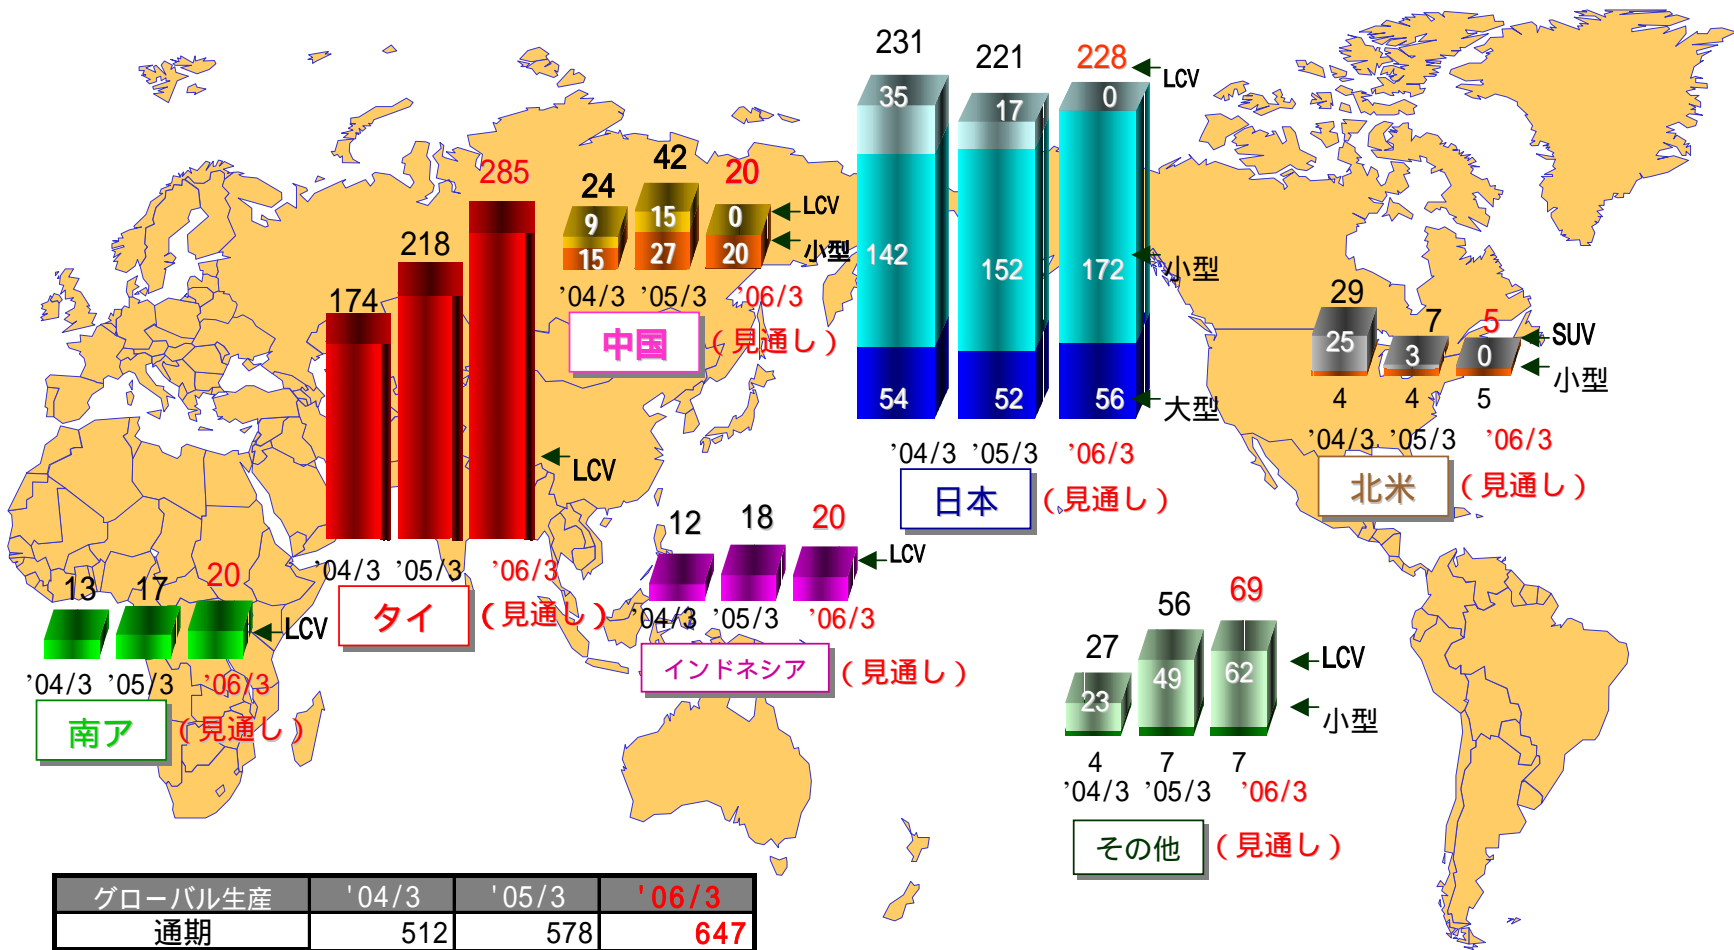 231
221
228
LCV
35
17
0
142
152
172
小型
54
52
56
大型
'04/3 '05/3 '06/3
日本
(見通し)
24
42
20
9
15
0
LCV
15
27
20
小型
'04/3 '05/3 '06/3
中国
(見通し)
174
218
285
LCV
'04/3 '05/3 '06/3
タイ
(見通し)
29
7
5
SUV
25
3
0
小型
4
4
5
'04/3 '05/3 '06/3
北米
(見通し)
12
18
20
LCV
'04/3 '05/3 '06/3
インドネシア
(見通し)
13
17
20
LCV
'04/3 '05/3 '06/3
南ア
(見通し)
27
56
69
LCV
23
49
62
小型
4
7
7
'04/3 '05/3 '06/3
その他
(見通し)
グローバル生産 '04/3 '05/3 '06/3
通期 512 578 647